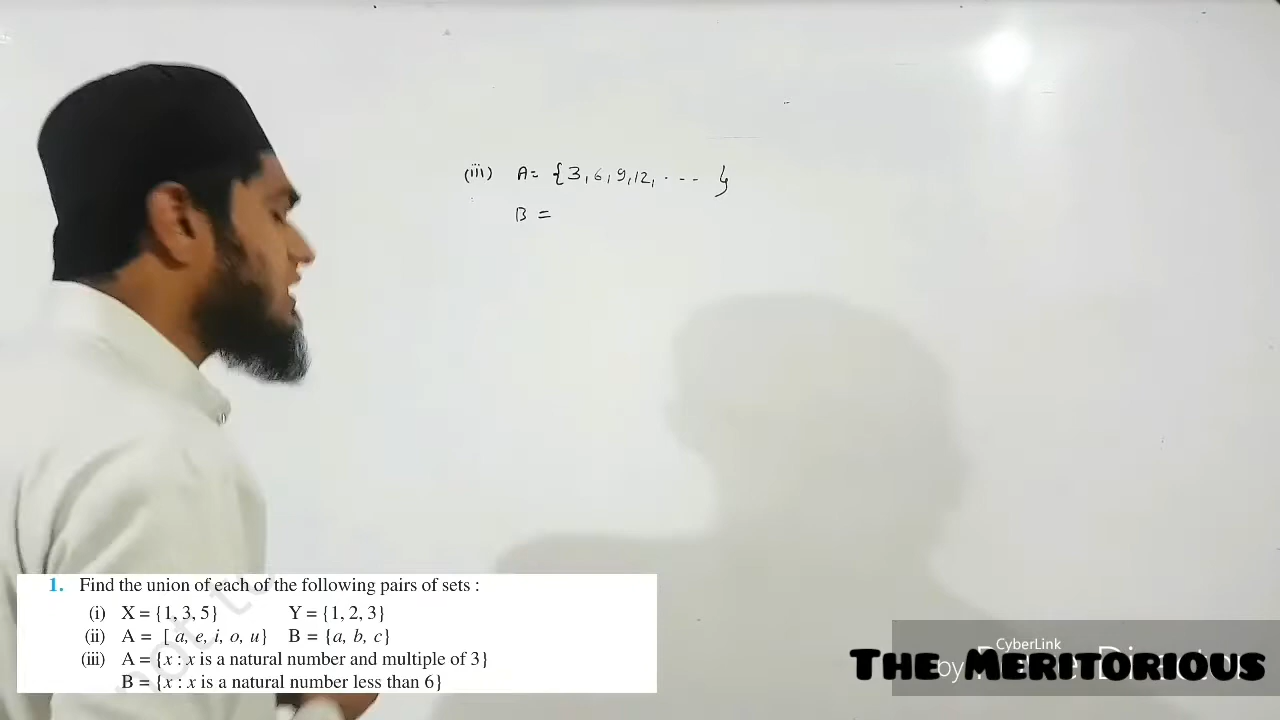 (iii) A= {3,6,9,12, ---- }
B =
1. Find the union of each of the following pairs of sets :
(i) X = {1, 3, 5} Y = {1, 2, 3}
(ii) A = [ a, e, i, o, u} B = {a, b, c}
(iii) A = {x : x is a natural number and multiple of 3}
B = {x : x is a natural number less than 6}
CyberLink
by
THE MERITORIOUS